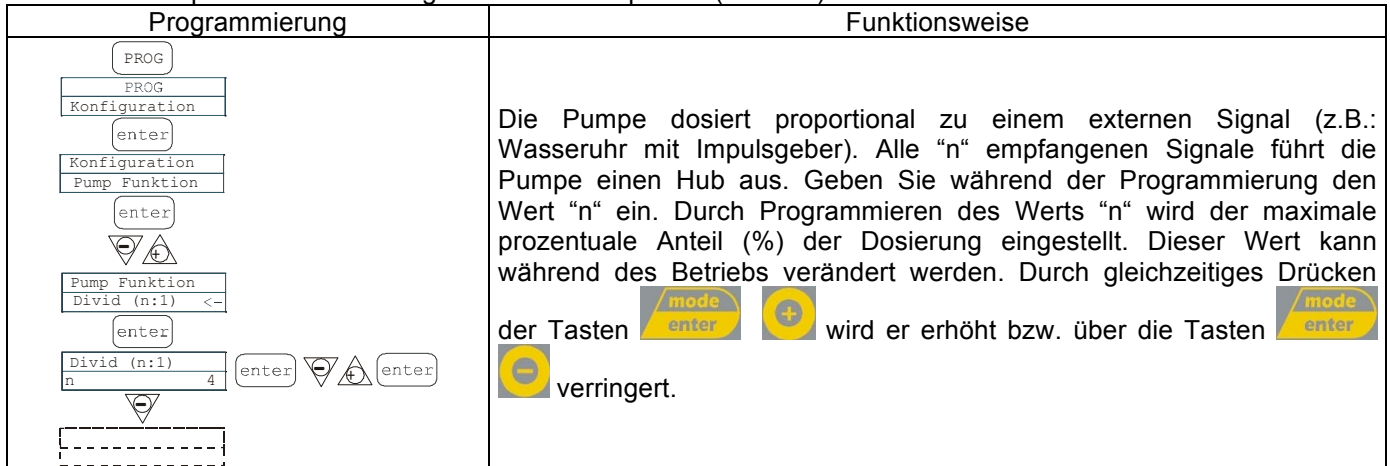 Programmierung
Funktionsweise
PROG
PROG
Konfiguration
enter
Konfiguration
Pump Funktion
enter
- +
Pump Funktion
Divid (n:1) <-
enter
Divid (n:1)
n 4
enter - + enter
-
Die Pumpe dosiert proportional zu einem externen Signal (z.B.:
Wasseruhr mit Impulsgeber). Alle “n“ empfangenen Signale führt die
Pumpe einen Hub aus. Geben Sie während der Programmierung den
Wert “n“ ein. Durch Programmieren des Werts “n“ wird der maximale
prozentuale Anteil (%) der Dosierung eingestellt. Dieser Wert kann
während des Betriebs verändert werden. Durch gleichzeitiges Drücken
der Tasten mode enter + wird er erhöht bzw. über die Tasten mode enter
- verringert.